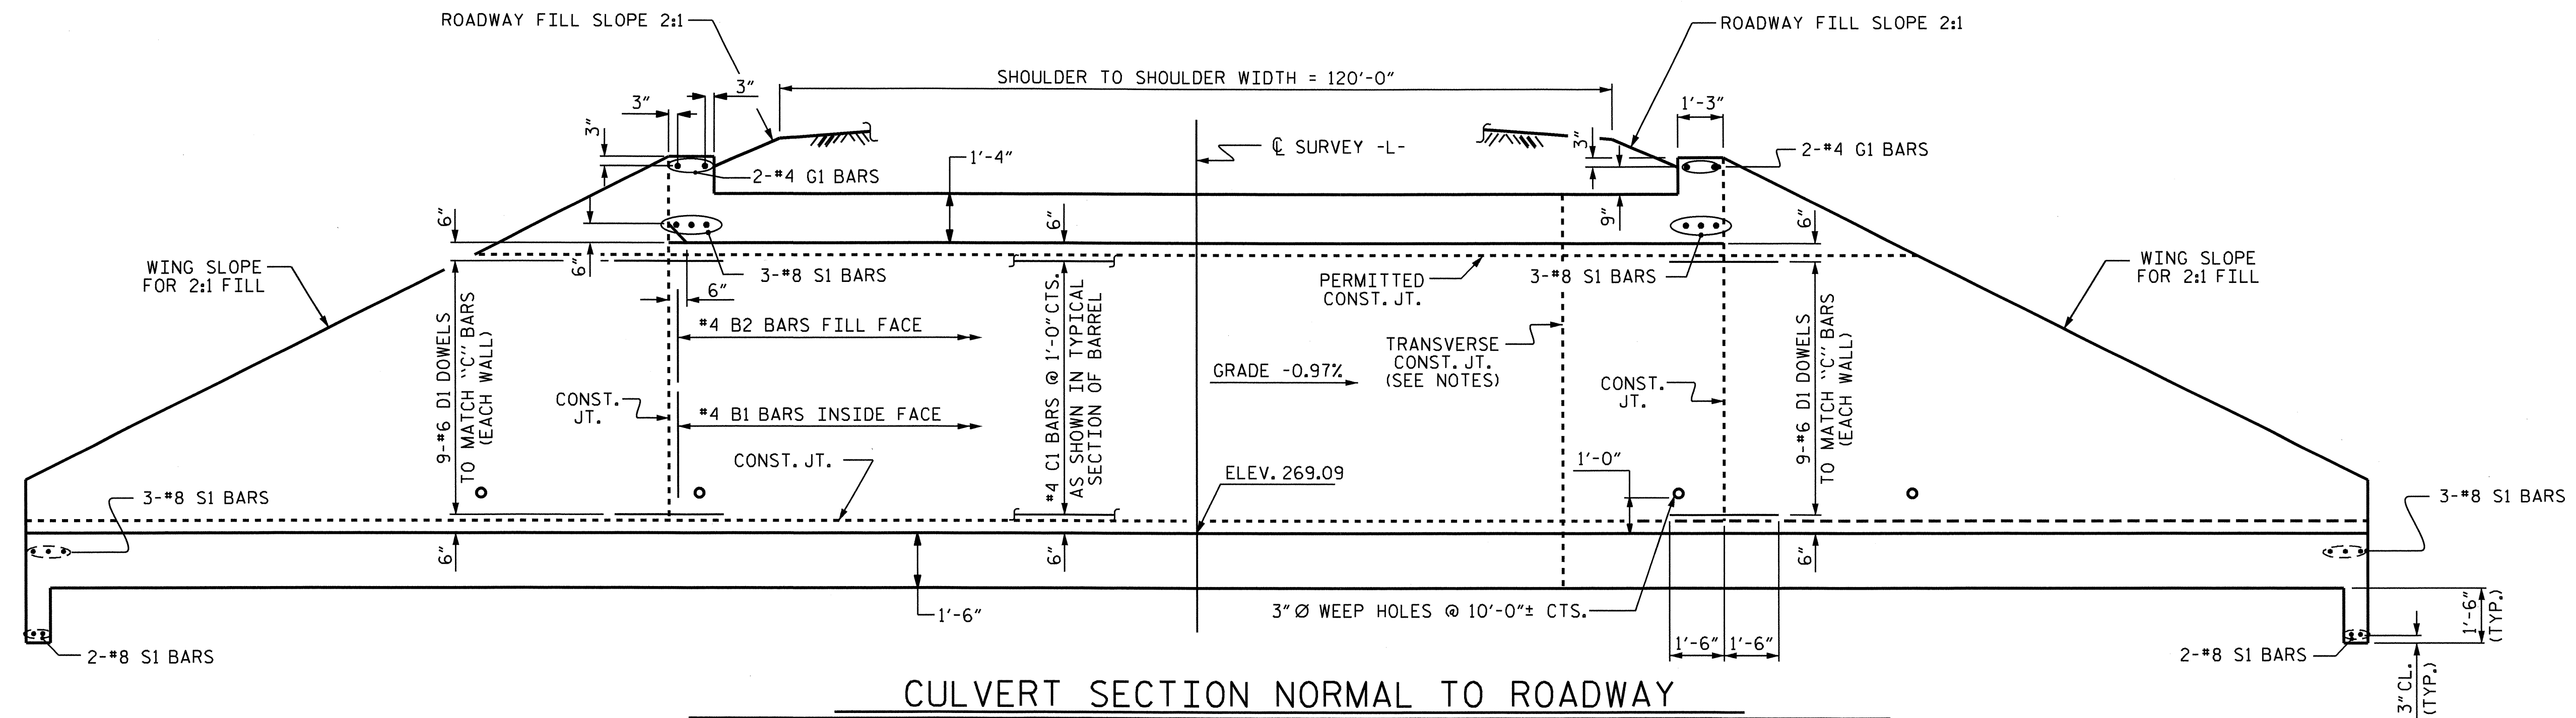 ROADWAY FILL SLOPE 2:1
ROADWAY FILL SLOPE 2:1
SHOULDER TO SHOULDER WIDTH = 120'-0"
3"
3"
3"
1'-3"
3"
1'-4"
℄ SURVEY -L-
2-#4 G1 BARS
2-#4 G1 BARS
6"
6"
6"
9"
6"
WING SLOPE
FOR 2:1 FILL
3-#8 S1 BARS
6"
PERMITTED
CONST. JT.
3-#8 S1 BARS
WING SLOPE
FOR 2:1 FILL
9-#6 D1 DOWELS
TO MATCH "C" BARS
(EACH WALL)
#4 B2 BARS FILL FACE
#4 C1 BARS @ 1'-0" CTS.
AS SHOWN IN TYPICAL
SECTION OF BARREL
TRANSVERSE
CONST. JT.
(SEE NOTES)
GRADE -0.97%
CONST.
JT.
9-#6 D1 DOWELS
TO MATCH "C" BARS
(EACH WALL)
CONST.
JT.
#4 B1 BARS INSIDE FACE
CONST. JT.
ELEV. 269.09
1'-0"
3-#8 S1 BARS
3-#8 S1 BARS
6"
6"
6"
1'-6"
3" Ø WEEP HOLES @ 10'-0"± CTS.
1'-6"
(TYP.)
1'-6"
1'-6"
2-#8 S1 BARS
2-#8 S1 BARS
3" CL.
(TYP.)
CULVERT SECTION NORMAL TO ROADWAY